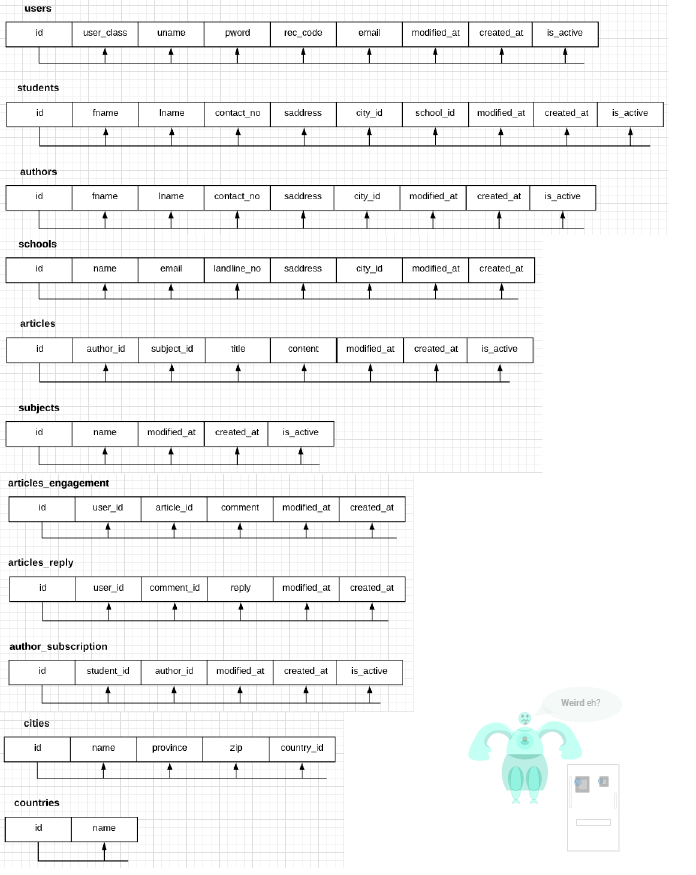 users
id user_class uname pword rec_code email modified_at created_at is_active
students
id fname lname contact_no saddress city_id school_id modified_at created_at is_active
authors
id fname lname contact_no saddress city_id modified_at created_at is_active
schools
id name email landline_no saddress city_id modified_at created_at
articles
id author_id subject_id title content modified_at created_at is_active
subjects
id name modified_at created_at is_active
articles_engagement
id user_id article_id comment modified_at created_at
articles_reply
id user_id comment_id reply modified_at created_at
author_subscription
id student_id author_id modified_at created_at is_active
Weird eh?
cities
id name province zip country_id
countries
id name